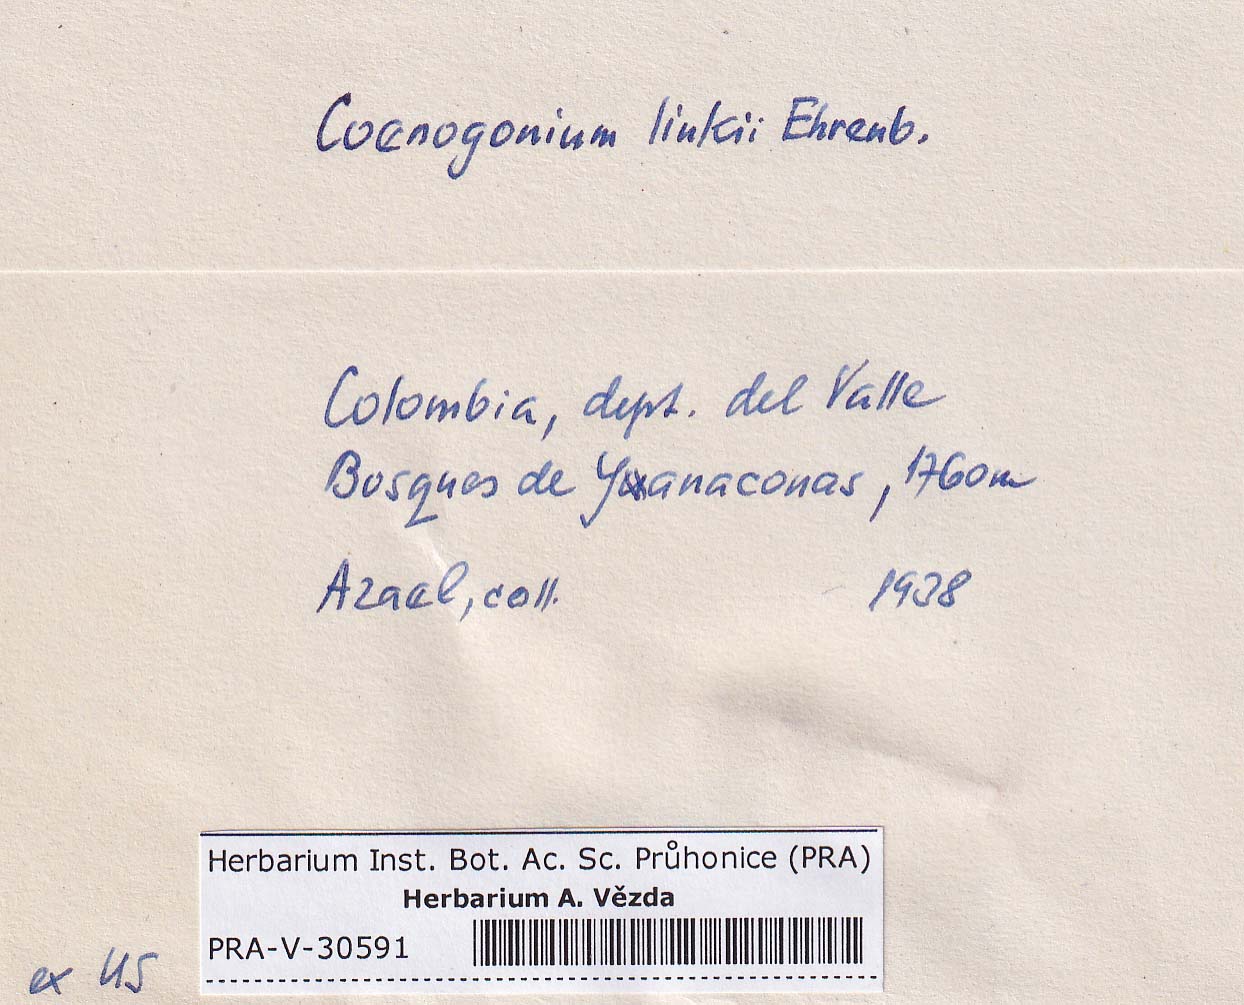 Coenogonium linkii Ehrenb.
Colombia, dept. del Valle
Bosques de Yanaconas, 1760m
Azael, coll. 1938
Herbarium Inst. Bot. Ac. Sc. Průhonice (PRA)
Herbarium A. Vězda
PRA-V-30591
ex US